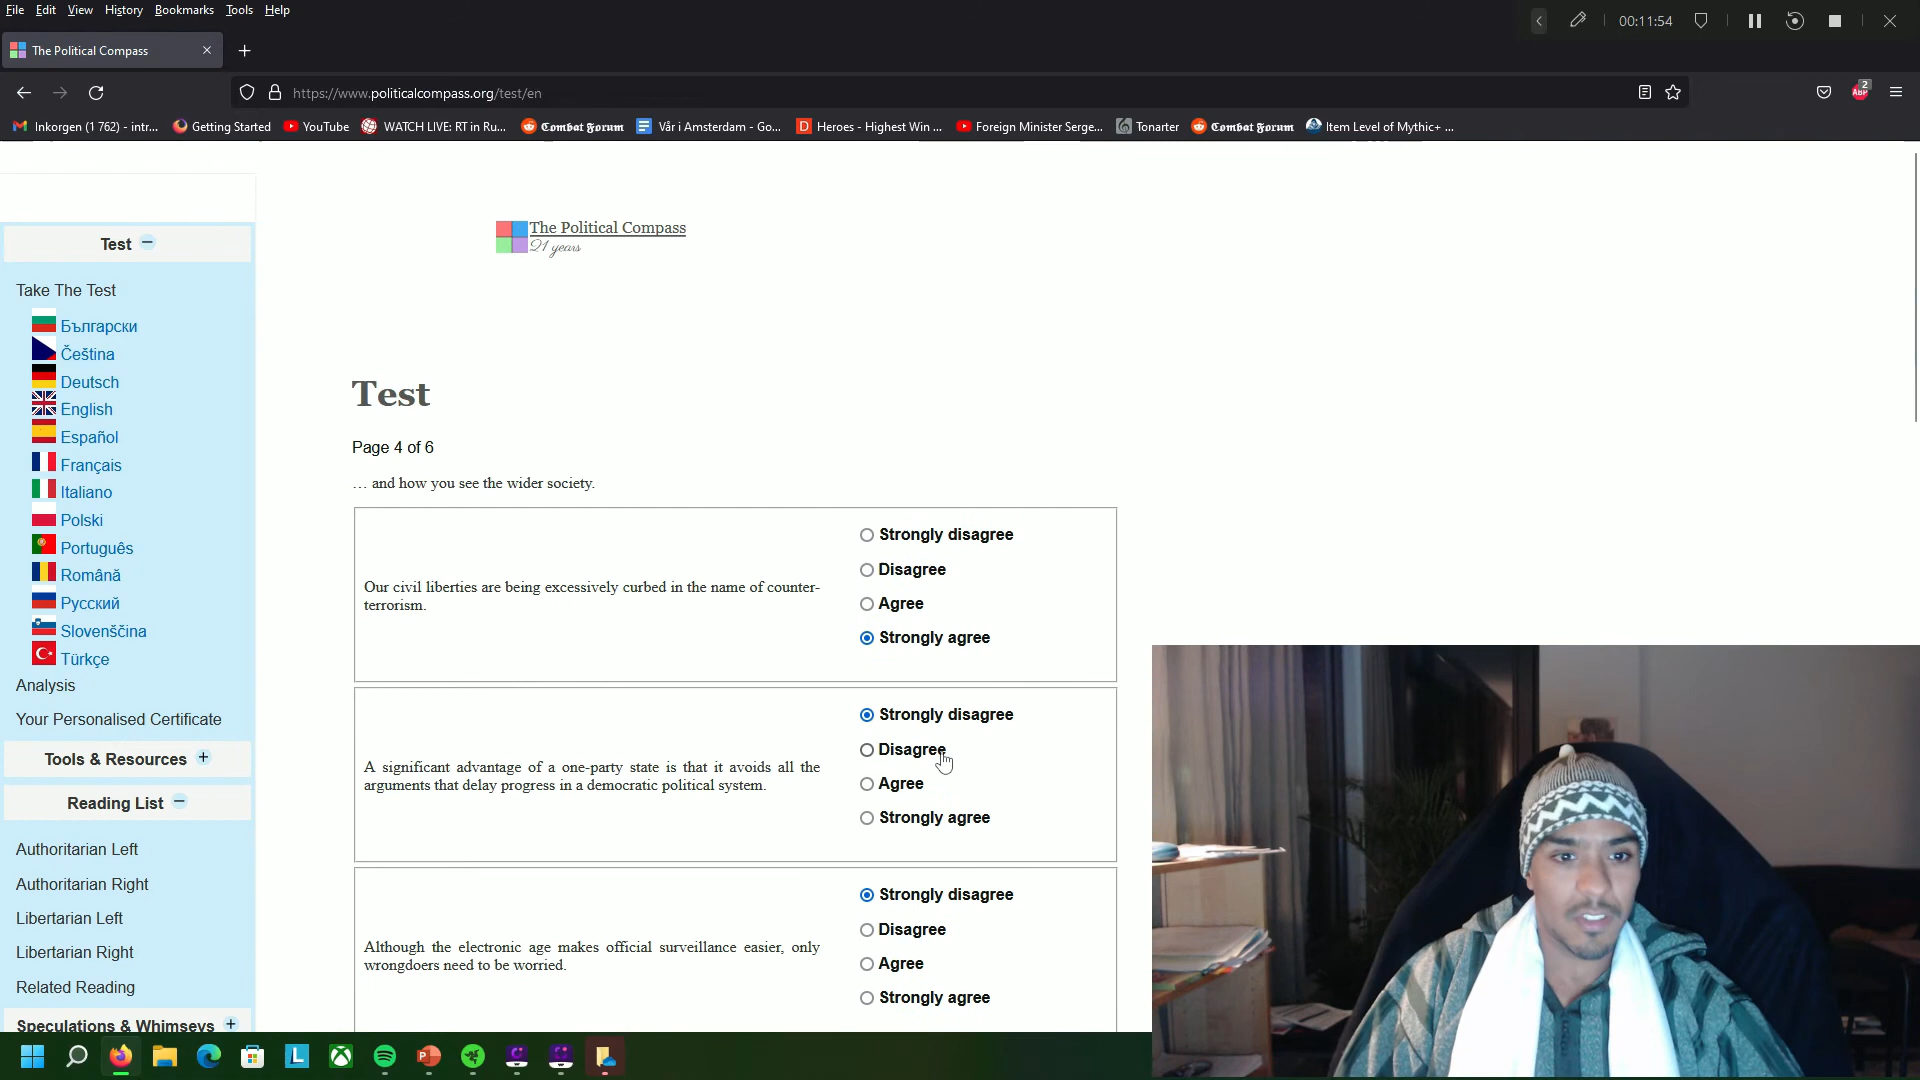 File Edit View History Bookmarks Tools Help
00:11:54
The Political Compass
https://www.politicalcompass.org/test/en
ABP 2
Inkorgen (1 762) - intr...
Getting Started
YouTube
WATCH LIVE: RT in Ru...
Combat Forum
Vår i Amsterdam - Go...
Heroes - Highest Win ...
Foreign Minister Serge...
Tonarter
Combat Forum
Item Level of Mythic+ ...
Test
Take The Test
Български
Čeština
Deutsch
English
Español
Français
Italiano
Polski
Português
Română
Русский
Slovenščina
Türkçe
Analysis
Your Personalised Certificate
Tools & Resources +
Reading List
Authoritarian Left
Authoritarian Right
Libertarian Left
Libertarian Right
Related Reading
Speculations & Whimseys +
The Political Compass
21 years
Test
Page 4 of 6
… and how you see the wider society.
Our civil liberties are being excessively curbed in the name of counter-
terrorism.
Strongly disagree
Disagree
Agree
Strongly agree
A significant advantage of a one-party state is that it avoids all the
arguments that delay progress in a democratic political system.
Strongly disagree
Disagree
Agree
Strongly agree
Although the electronic age makes official surveillance easier, only
wrongdoers need to be worried.
Strongly disagree
Disagree
Agree
Strongly agree